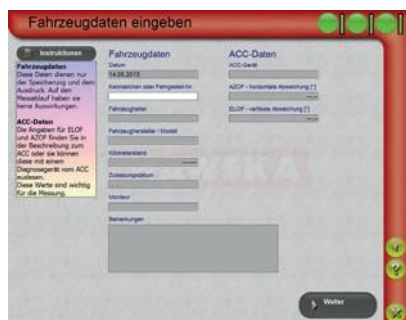 Fahrzeugdaten eingeben
Instruktionen
Fahrzeugdaten
Diese Daten dienen nur
der Speicherung und dem
Ausdruck. Auf den
Messablauf haben sie
keine Auswirkungen.
ACC-Daten
Die Angaben für ELOF
und AZOF finden Sie in
der Beschreibung zum
ACC oder sie können
diese mit einem
Diagnosegerät vom ACC
auslesen.
Diese Werte sind wichtig
für die Messung.
Fahrzeugdaten
Datum
14.05.2013
Kennzeichen oder Fahrgestell-Nr.
Fahrzeughalter
Fahrzeughersteller / Modell
Kilometerstand
Zulassungsdatum
Monteur
Bemerkungen
ACC-Daten
ACC-Gerät
AZOF - horizontale Abweichung [°]
ELOF - vertikale Abweichung [°]
Weiter